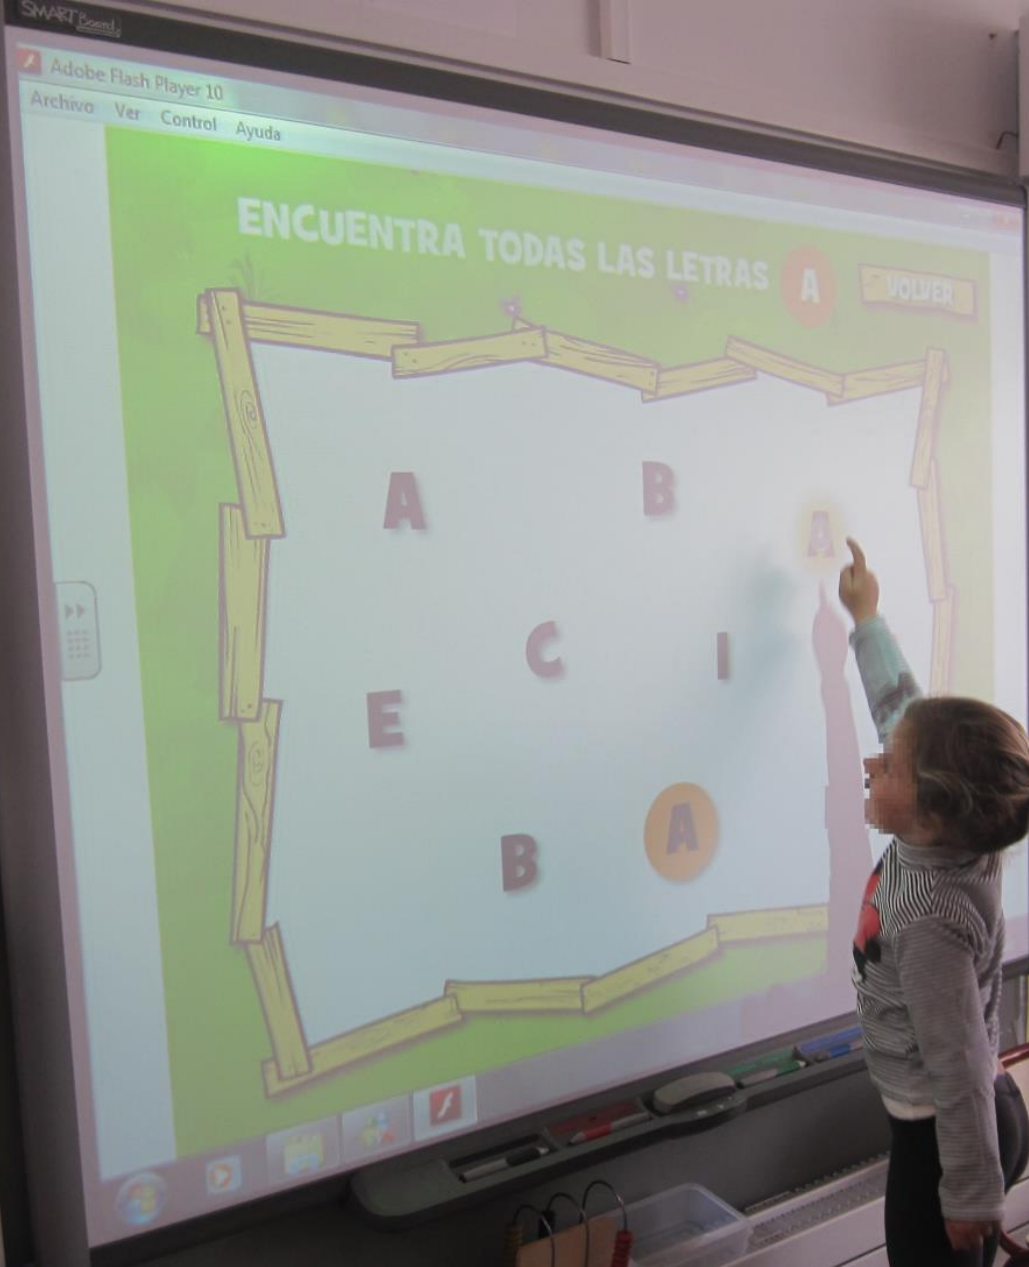 SMART Board
Adobe Flash Player 10
Archivo Ver Control Ayuda
ENCUENTRA TODAS LAS LETRAS A
VOLVER
A B
A
C I
E
B A